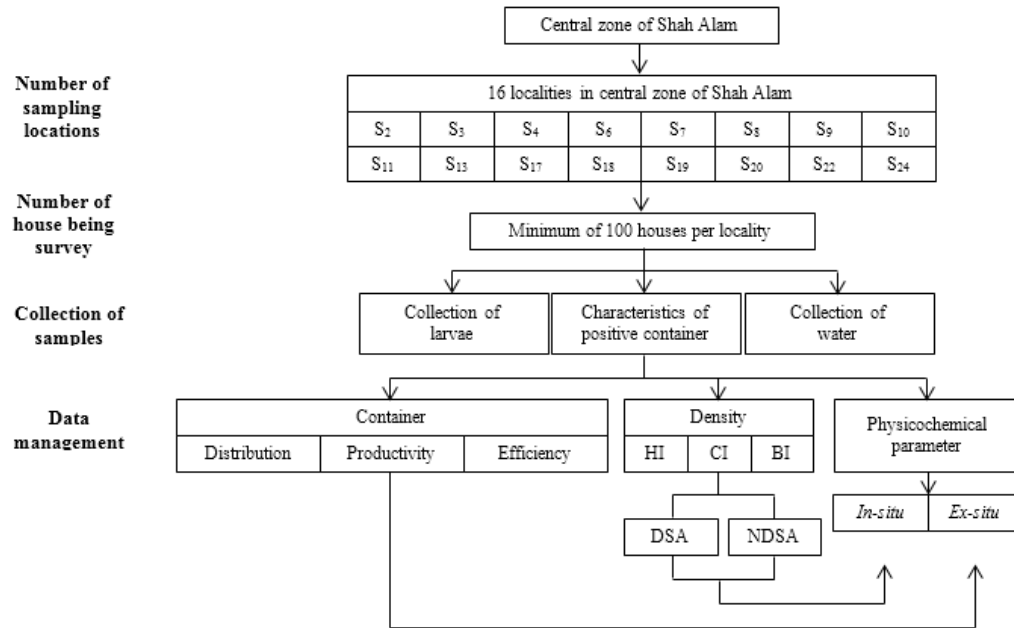 Central zone of Shah Alam
Number of
sampling
locations
16 localities in central zone of Shah Alam
S2 S3 S4 S6 S7 S8 S9 S10
S11 S13 S17 S18 S19 S20 S22 S24
Number of
house being
survey
Minimum of 100 houses per locality
Collection of
samples
Collection of
larvae
Characteristics of
positive container
Collection of
water
Data
management
Container
Distribution Productivity Efficiency
Density
HI CI BI
Physicochemical
parameter
In-situ Ex-situ
DSA NDSA